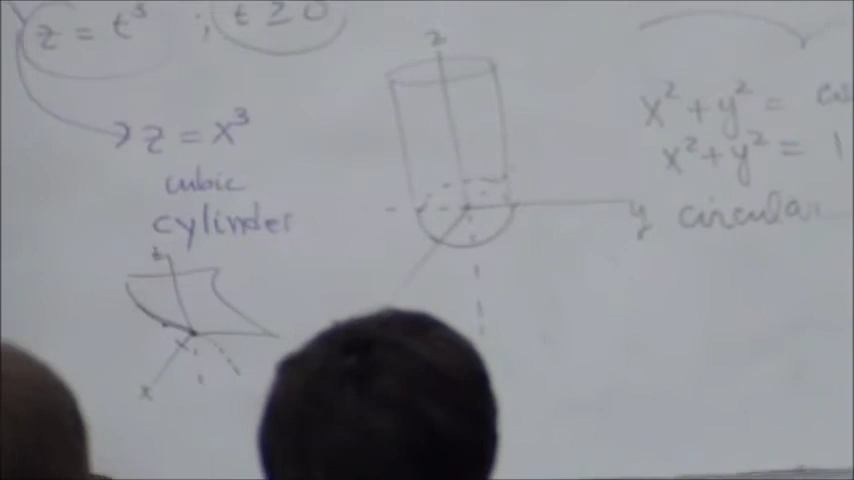 z = t³ ; t ≥ 0
z = x³
cubic
cylinder
z
x
z
y
x² + y² =
x² + y² = 1
circular